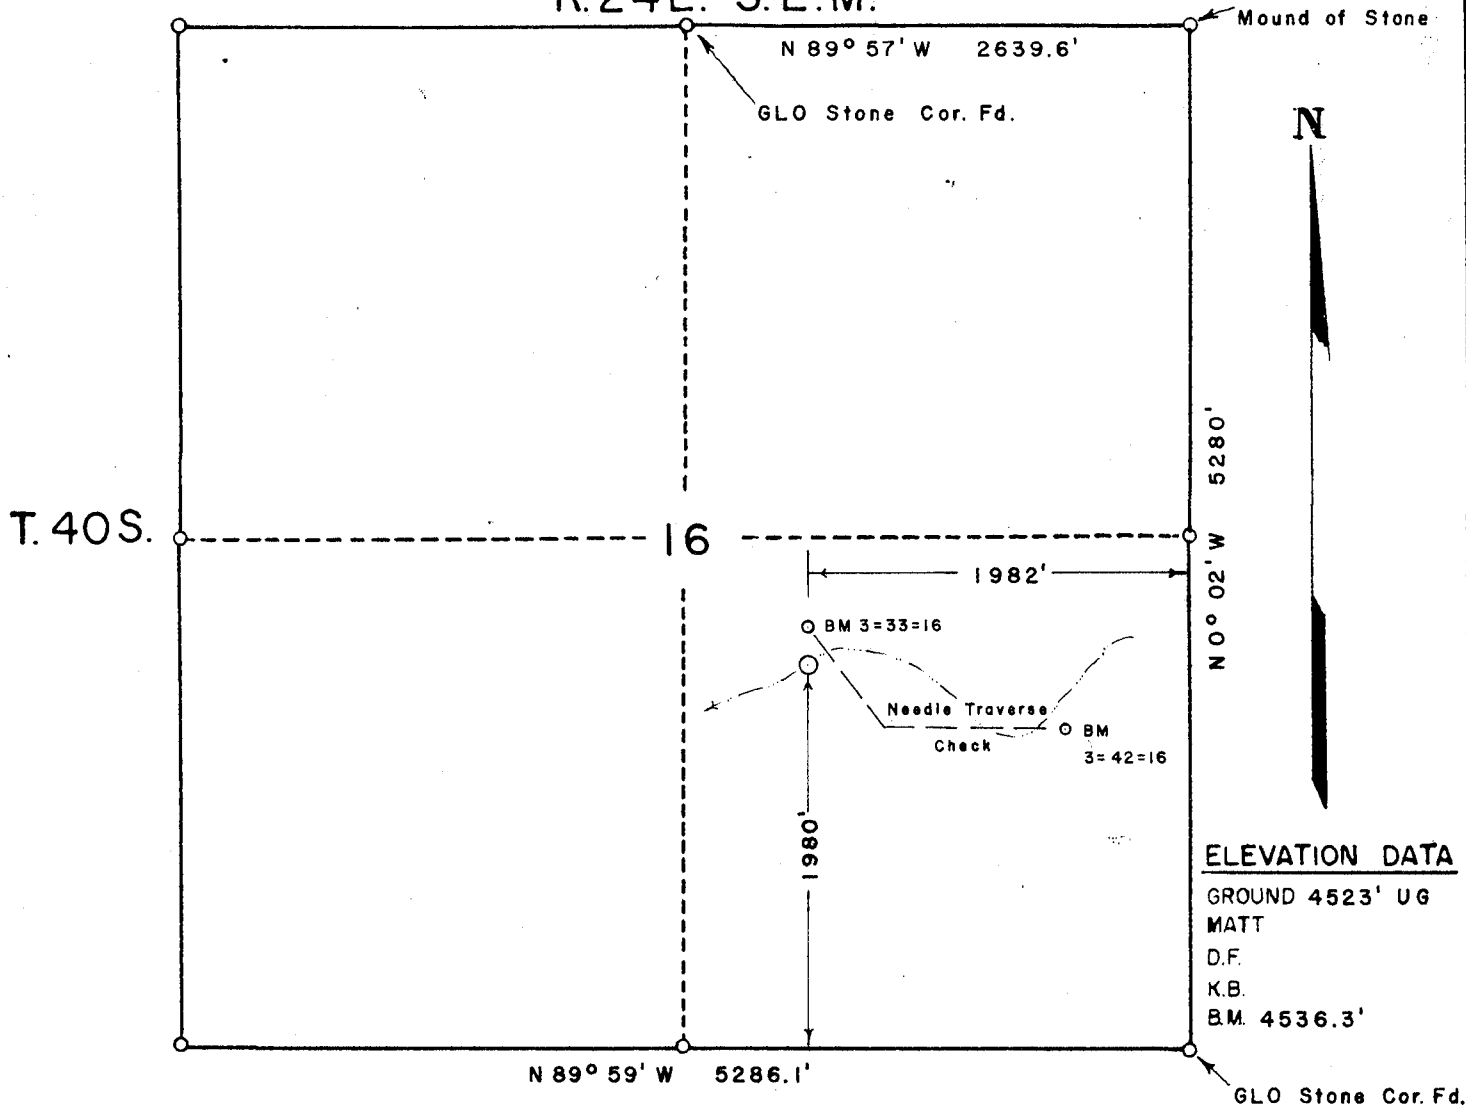 R. 24E. S.L.M.
Mound of Stone
N 89° 57' W 2639.6'
GLO Stone Cor. Fd.
N
N 0° 02' W 5280'
T. 40S.
16
1982'
BM 3=33=16
Needle Traverse
Check
BM
3=42=16
1980'
ELEVATION DATA
GROUND 4523' UG
MATT
D.F.
K.B.
B.M. 4536.3'
N 89° 59' W 5286.1'
GLO Stone Cor. Fd.